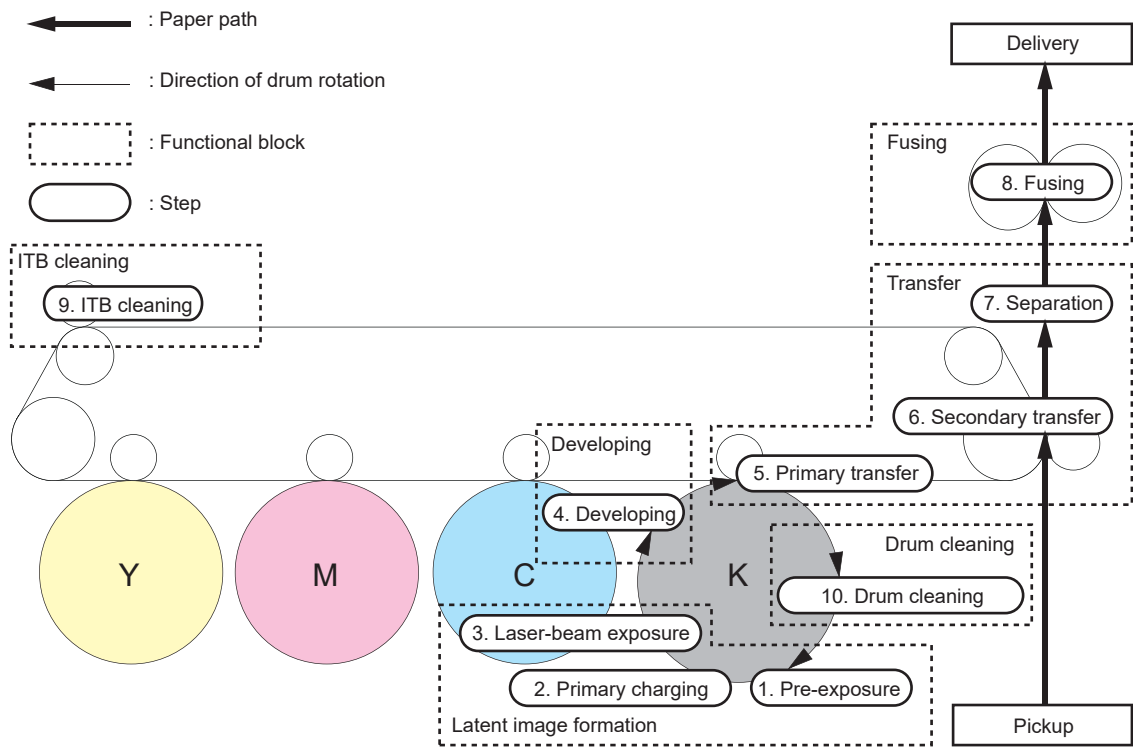 : Paper path
: Direction of drum rotation
: Functional block
: Step
Delivery
Fusing
8. Fusing
ITB cleaning
9. ITB cleaning
Transfer
7. Separation
6. Secondary transfer
Developing
5. Primary transfer
4. Developing
Y
M
C
K
Drum cleaning
10. Drum cleaning
3. Laser-beam exposure
2. Primary charging
1. Pre-exposure
Latent image formation
Pickup